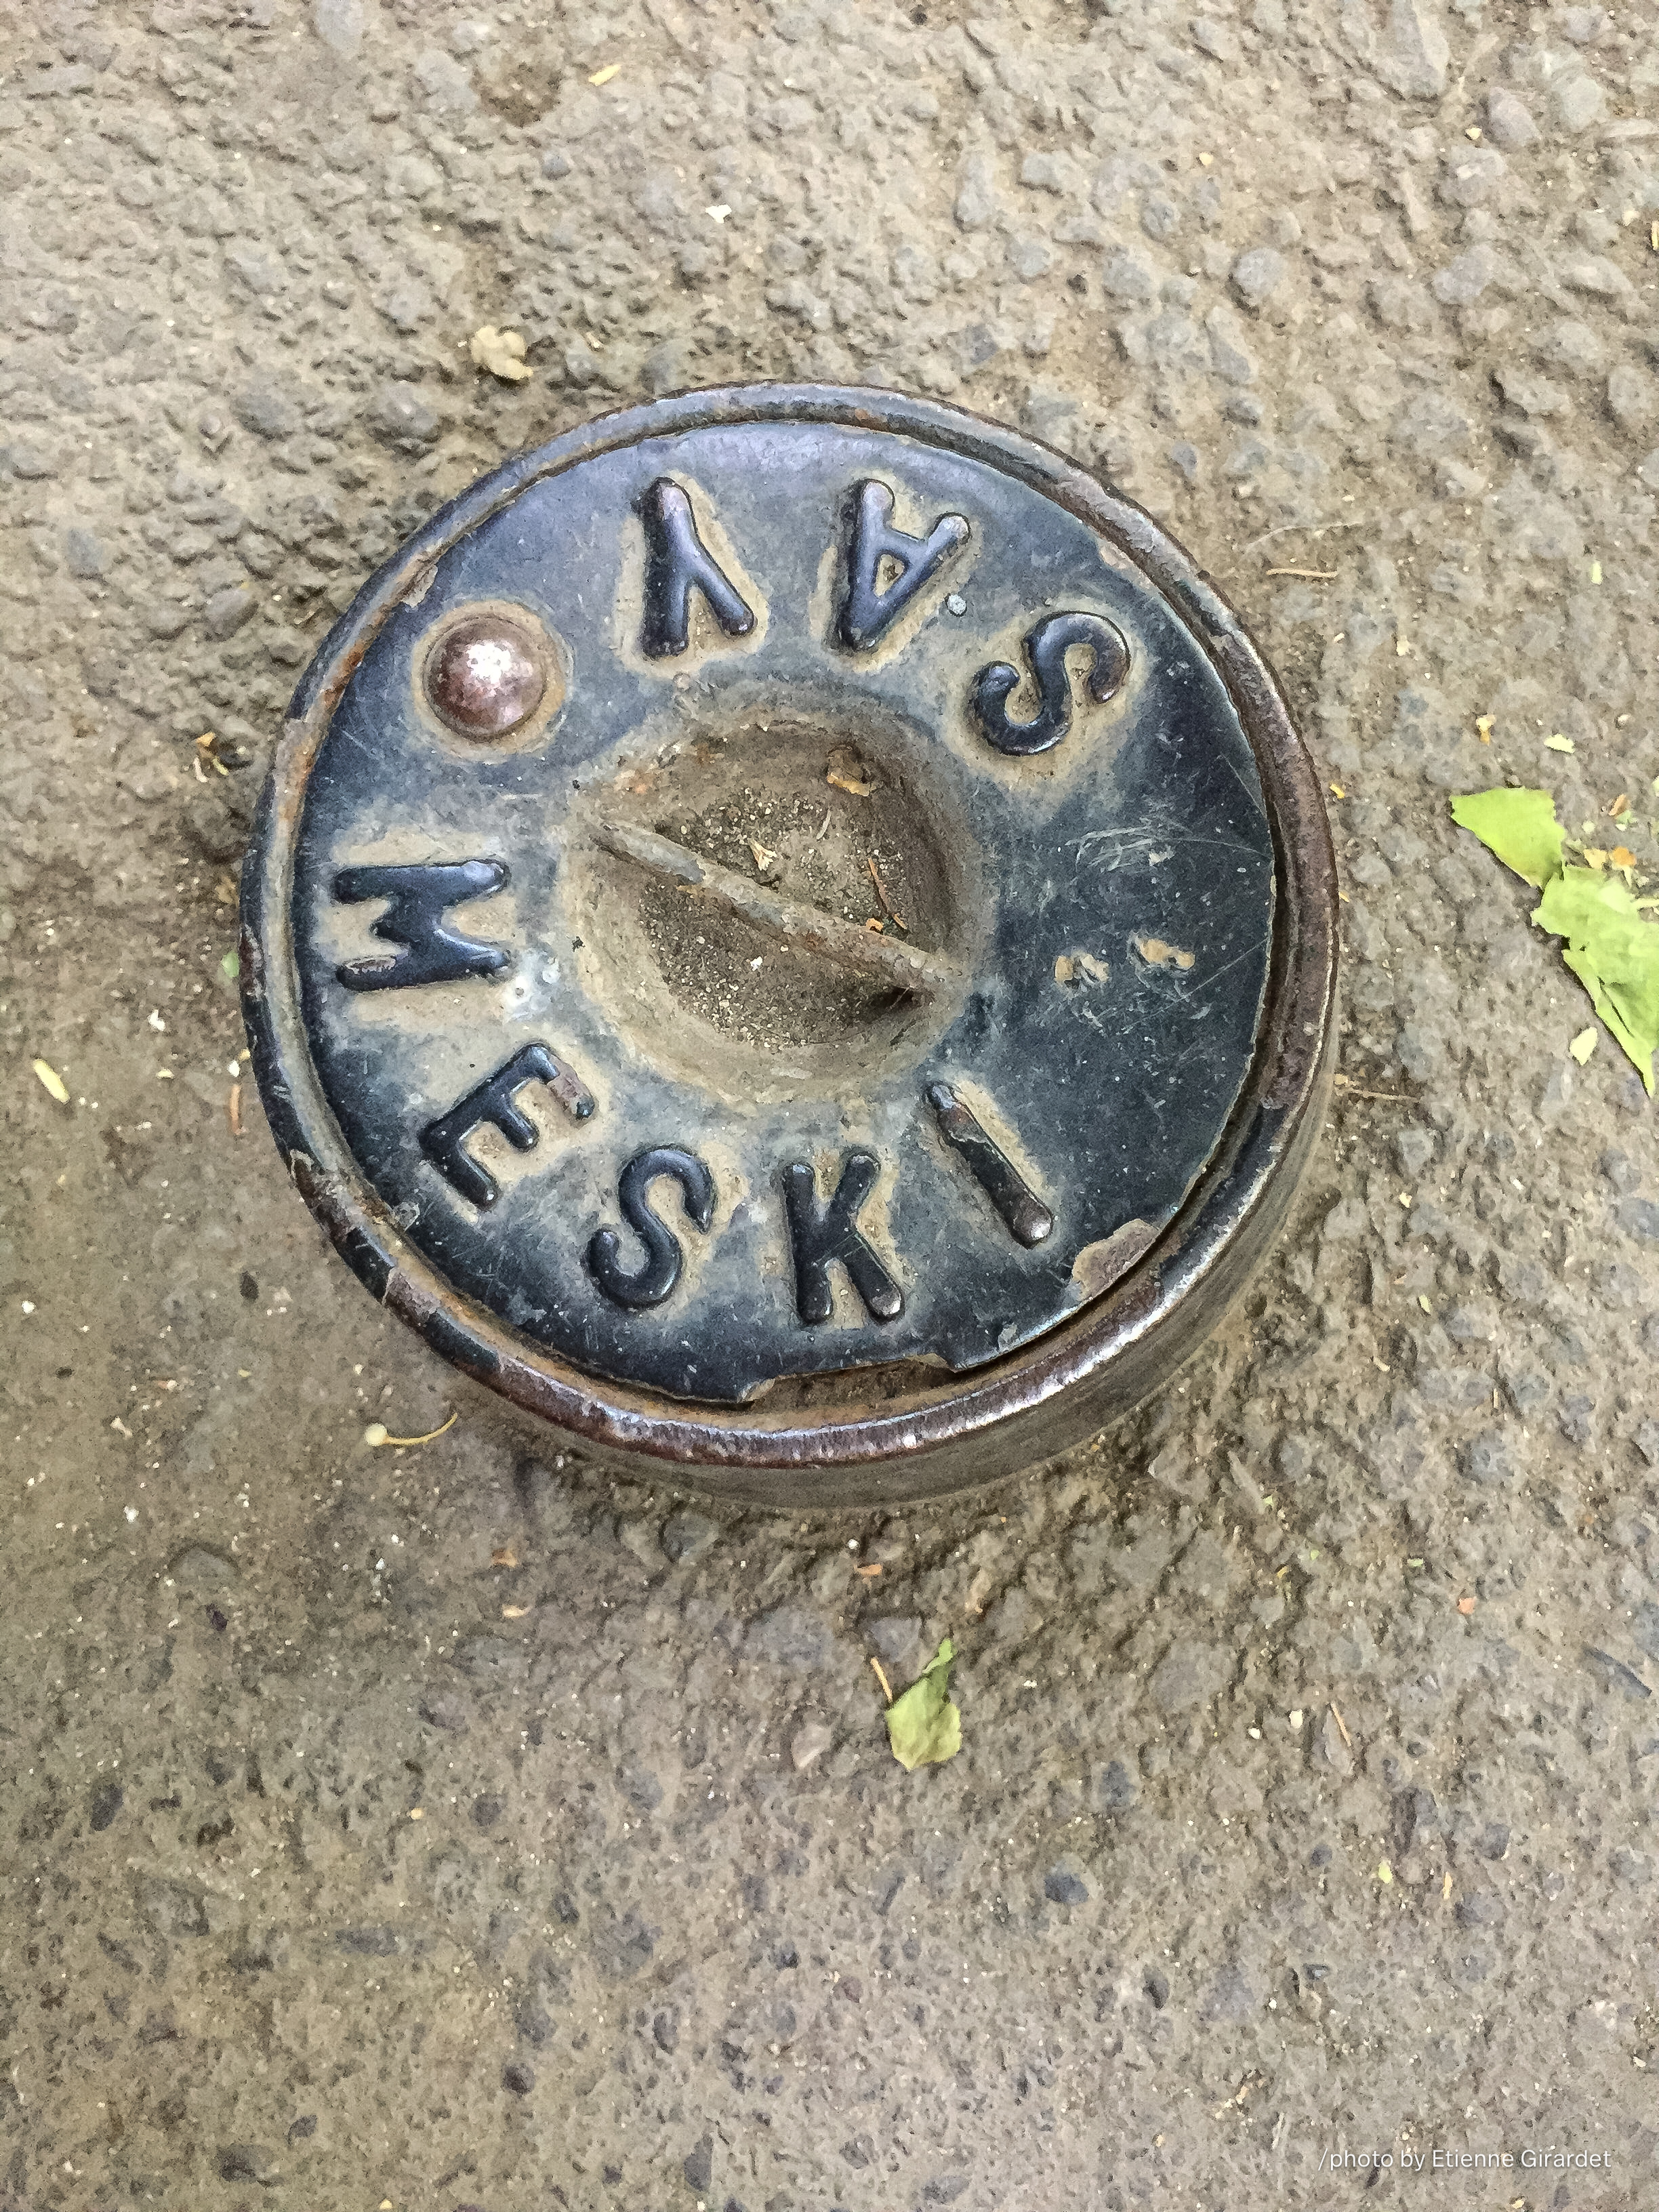 MESKI SAY
/photo by Etienne Girardet